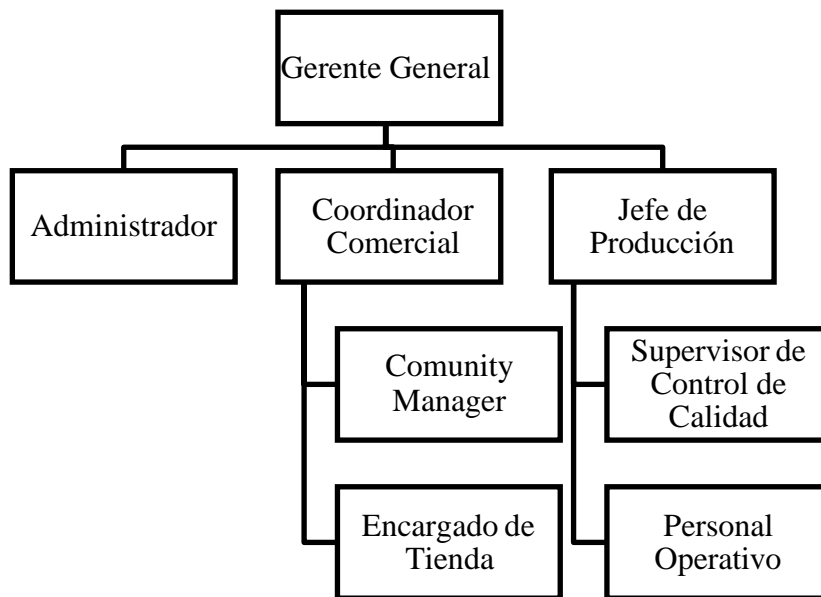 Gerente General
Administrador
Coordinador
Comercial
Jefe de
Producción
Comunity
Manager
Supervisor de
Control de
Calidad
Encargado de
Tienda
Personal
Operativo